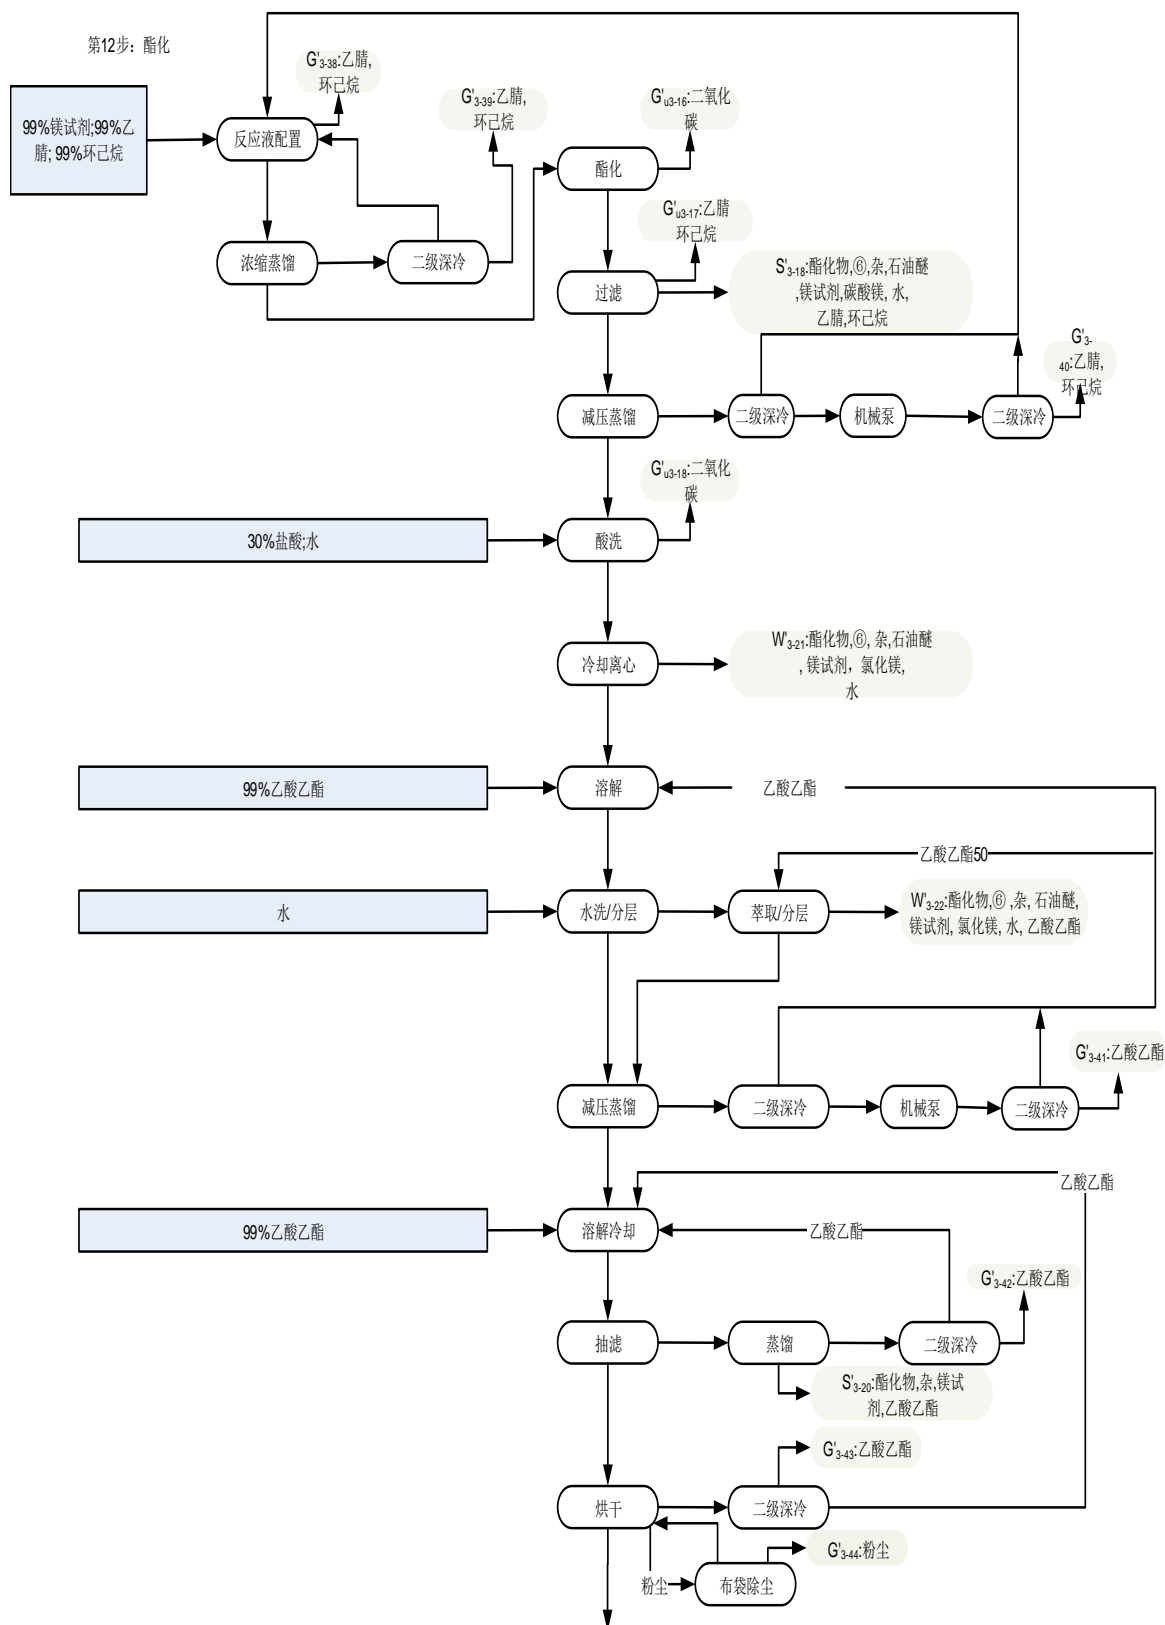 第12步：酯化
G'3-38:乙腈,
环己烷
G'3-39:乙腈,
环己烷
G'u3-16:二氧化
碳
99%镁试剂;99%乙
腈; 99%环己烷
反应液配置
酯化
G'u3-17:乙腈
环己烷
浓缩蒸馏
二级深冷
过滤
S'3-18:酯化物,⑥,杂,石油醚
,镁试剂,碳酸镁, 水,
乙腈,环己烷
G'3-
40:乙腈,
环己烷
减压蒸馏
二级深冷
机械泵
二级深冷
G'u3-18:二氧化
碳
30%盐酸;水
酸洗
冷却离心
W'3-21:酯化物,⑥, 杂,石油醚
, 镁试剂，氯化镁,
水
99%乙酸乙酯
溶解
乙酸乙酯
乙酸乙酯50
水
水洗/分层
萃取/分层
W'3-22:酯化物,⑥ ,杂, 石油醚,
镁试剂, 氯化镁, 水, 乙酸乙酯
G'3-41:乙酸乙酯
减压蒸馏
二级深冷
机械泵
二级深冷
乙酸乙酯
99%乙酸乙酯
溶解冷却
乙酸乙酯
G'3-42:乙酸乙酯
抽滤
蒸馏
二级深冷
S'3-20:酯化物,杂,镁试
剂,乙酸乙酯
G'3-43:乙酸乙酯
烘干
二级深冷
G'3-44:粉尘
粉尘
布袋除尘